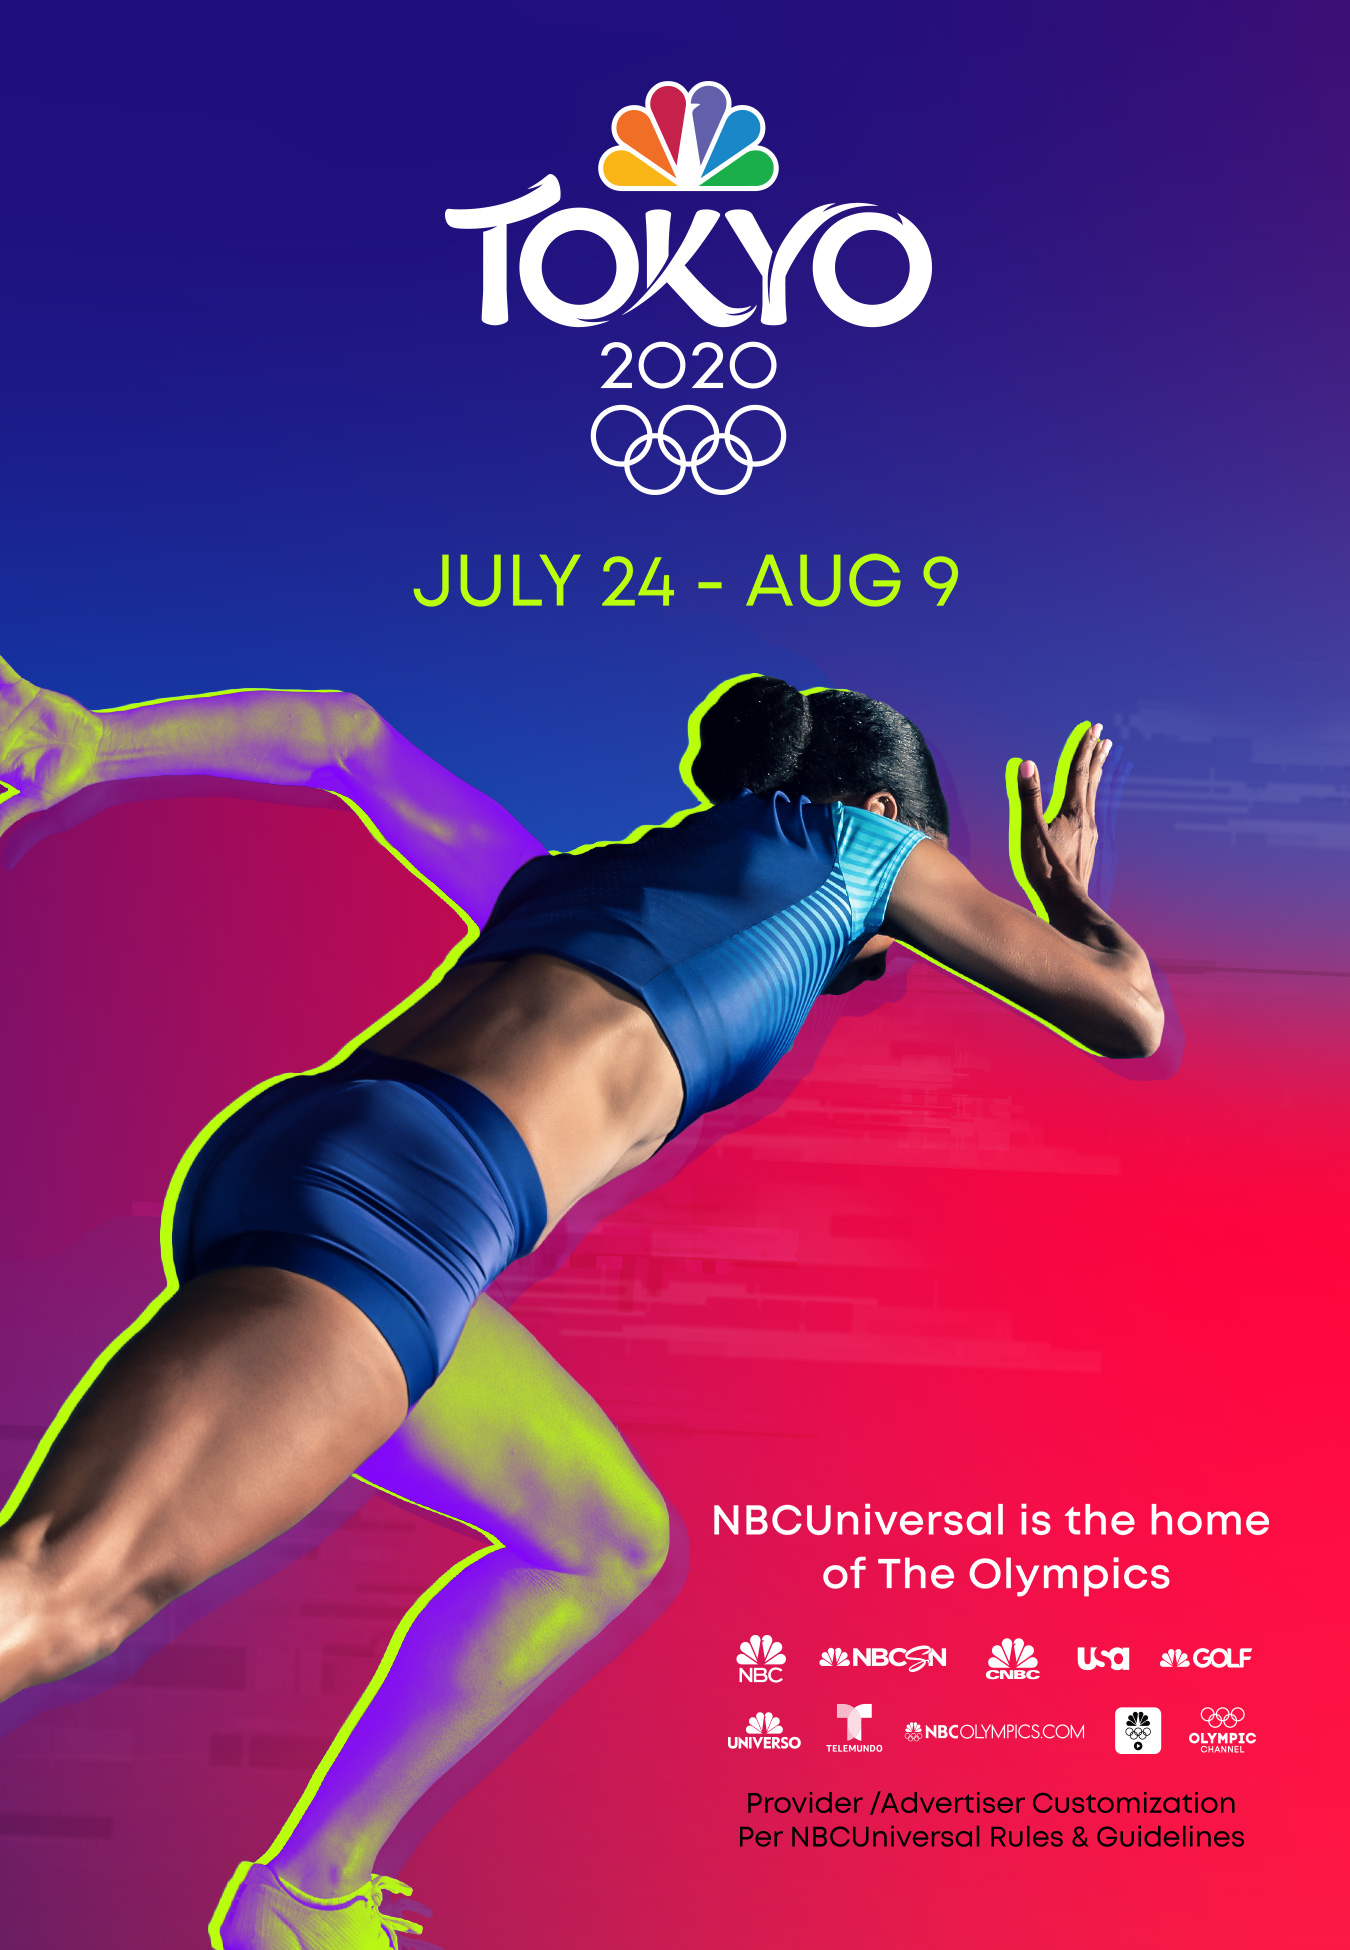 TOKYO
2020
JULY 24 - AUG 9
NBCUniversal is the home
of The Olympics
NBC NBCSN CNBC USA GOLF
UNIVERSO TELEMUNDO NBCOLYMPICS.COM OLYMPIC CHANNEL
Provider /Advertiser Customization
Per NBCUniversal Rules & Guidelines